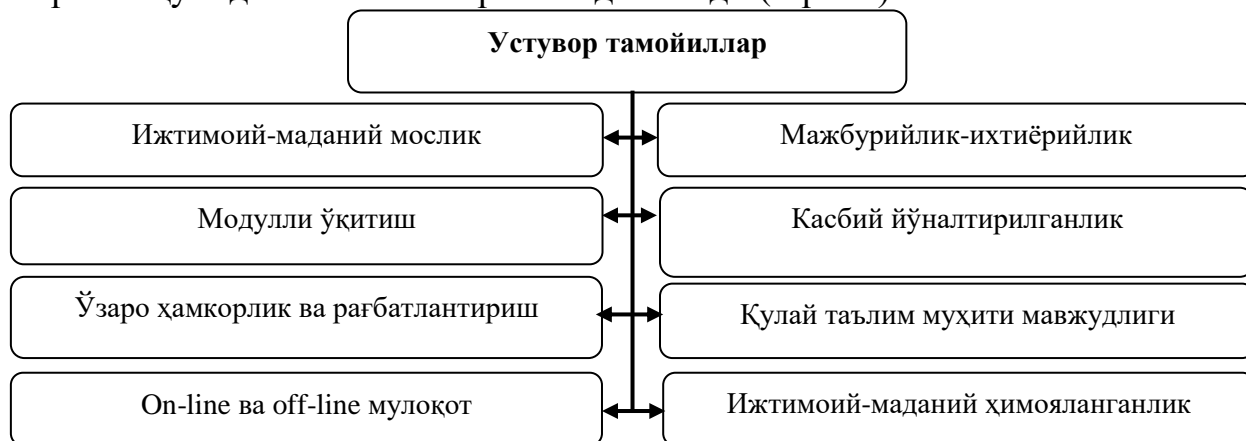 Устувор тамойиллар
Ижтимоий-маданий мослик
Мажбурийлик-ихтиёрийлик
Модулли ўқитиш
Касбий йўналтирилганлик
Ўзаро ҳамкорлик ва рағбатлантириш
Қулай таълим муҳити мавжудлиги
On-line ва off-line мулоқот
Ижтимоий-маданий ҳимояланганлик